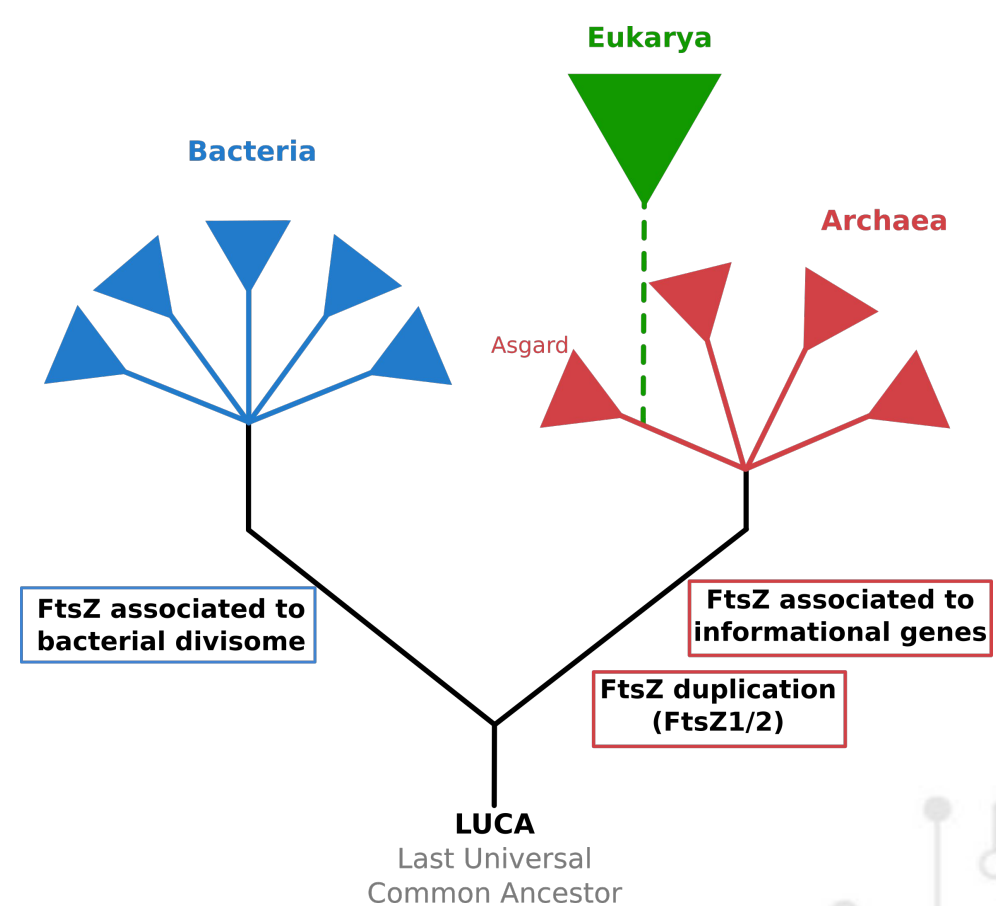 Eukarya
Bacteria
Archaea
Asgard
FtsZ associated to
bacterial divisome
FtsZ associated to
informational genes
FtsZ duplication
(FtsZ1/2)
LUCA
Last Universal
Common Ancestor